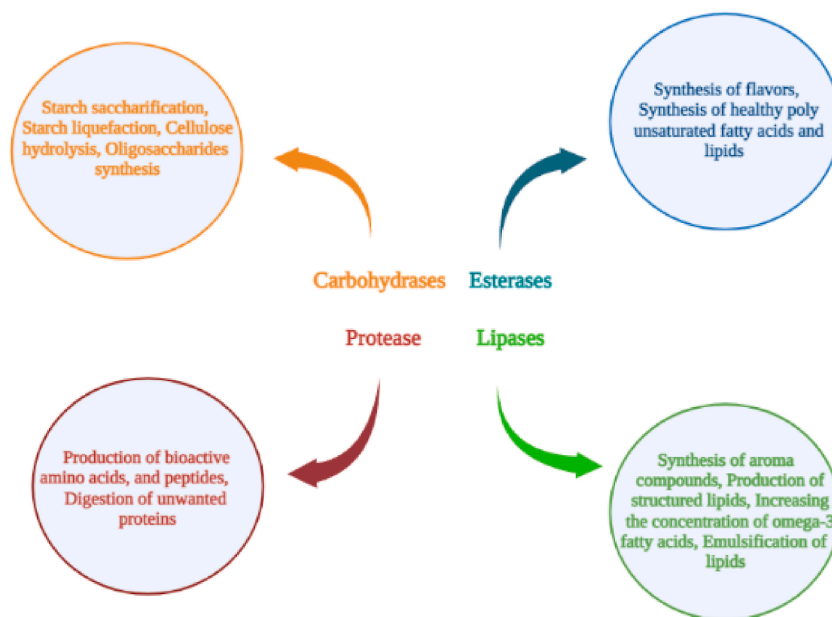 Starch saccharification,
Starch liquefaction, Cellulose
hydrolysis, Oligosaccharides
synthesis
Synthesis of flavors,
Synthesis of healthy poly
unsaturated fatty acids and
lipids
Carbohydrases
Esterases
Protease
Lipases
Production of bioactive
amino acids, and peptides,
Digestion of unwanted
proteins
Synthesis of aroma
compounds, Production of
structured lipids, Increasing
the concentration of omega-3
fatty acids, Emulsification of
lipids